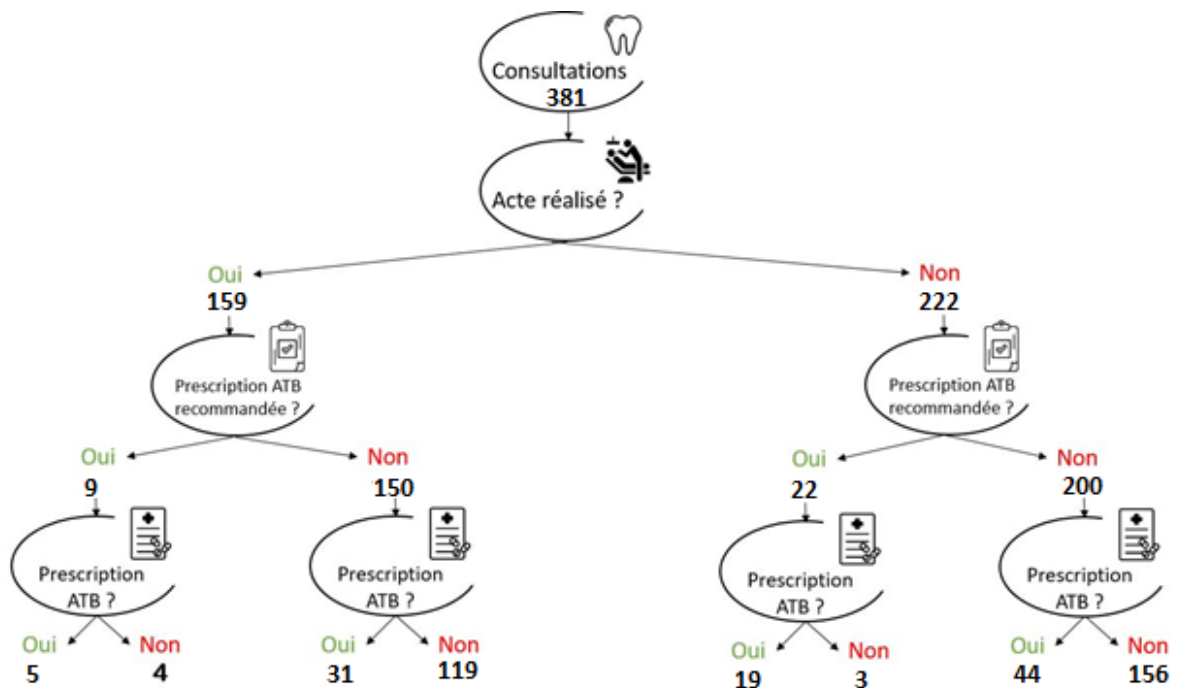 Consultations
381
Acte réalisé ?
Oui
Non
159
222
Prescription ATB
recommandée ?
Prescription ATB
recommandée ?
Oui
Non
Oui
Non
9
150
22
200
Prescription
ATB ?
Prescription
ATB ?
Prescription
ATB ?
Prescription
ATB ?
Oui
Non
Oui
Non
Oui
Non
Oui
Non
5
4
31
119
19
3
44
156